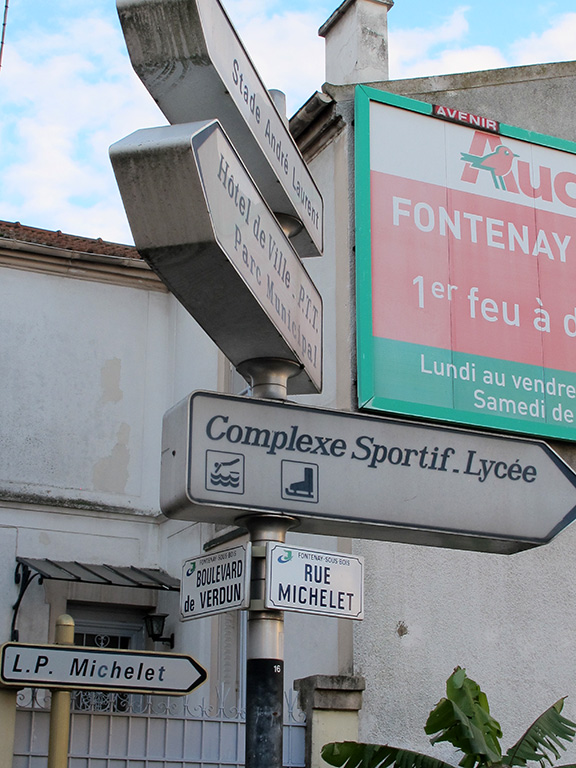 Stade André Laurent
Hôtel de Ville . P.T.T.
Parc Municipal
AVENIR
Auc
FONTENAY
1er feu à d
Lundi au vendre
Samedi de
Complexe Sportif - Lycée
FONTENAY-SOUS-BOIS
BOULEVARD
de VERDUN
FONTENAY-SOUS-BOIS
RUE
MICHELET
L.P. Michelet
16